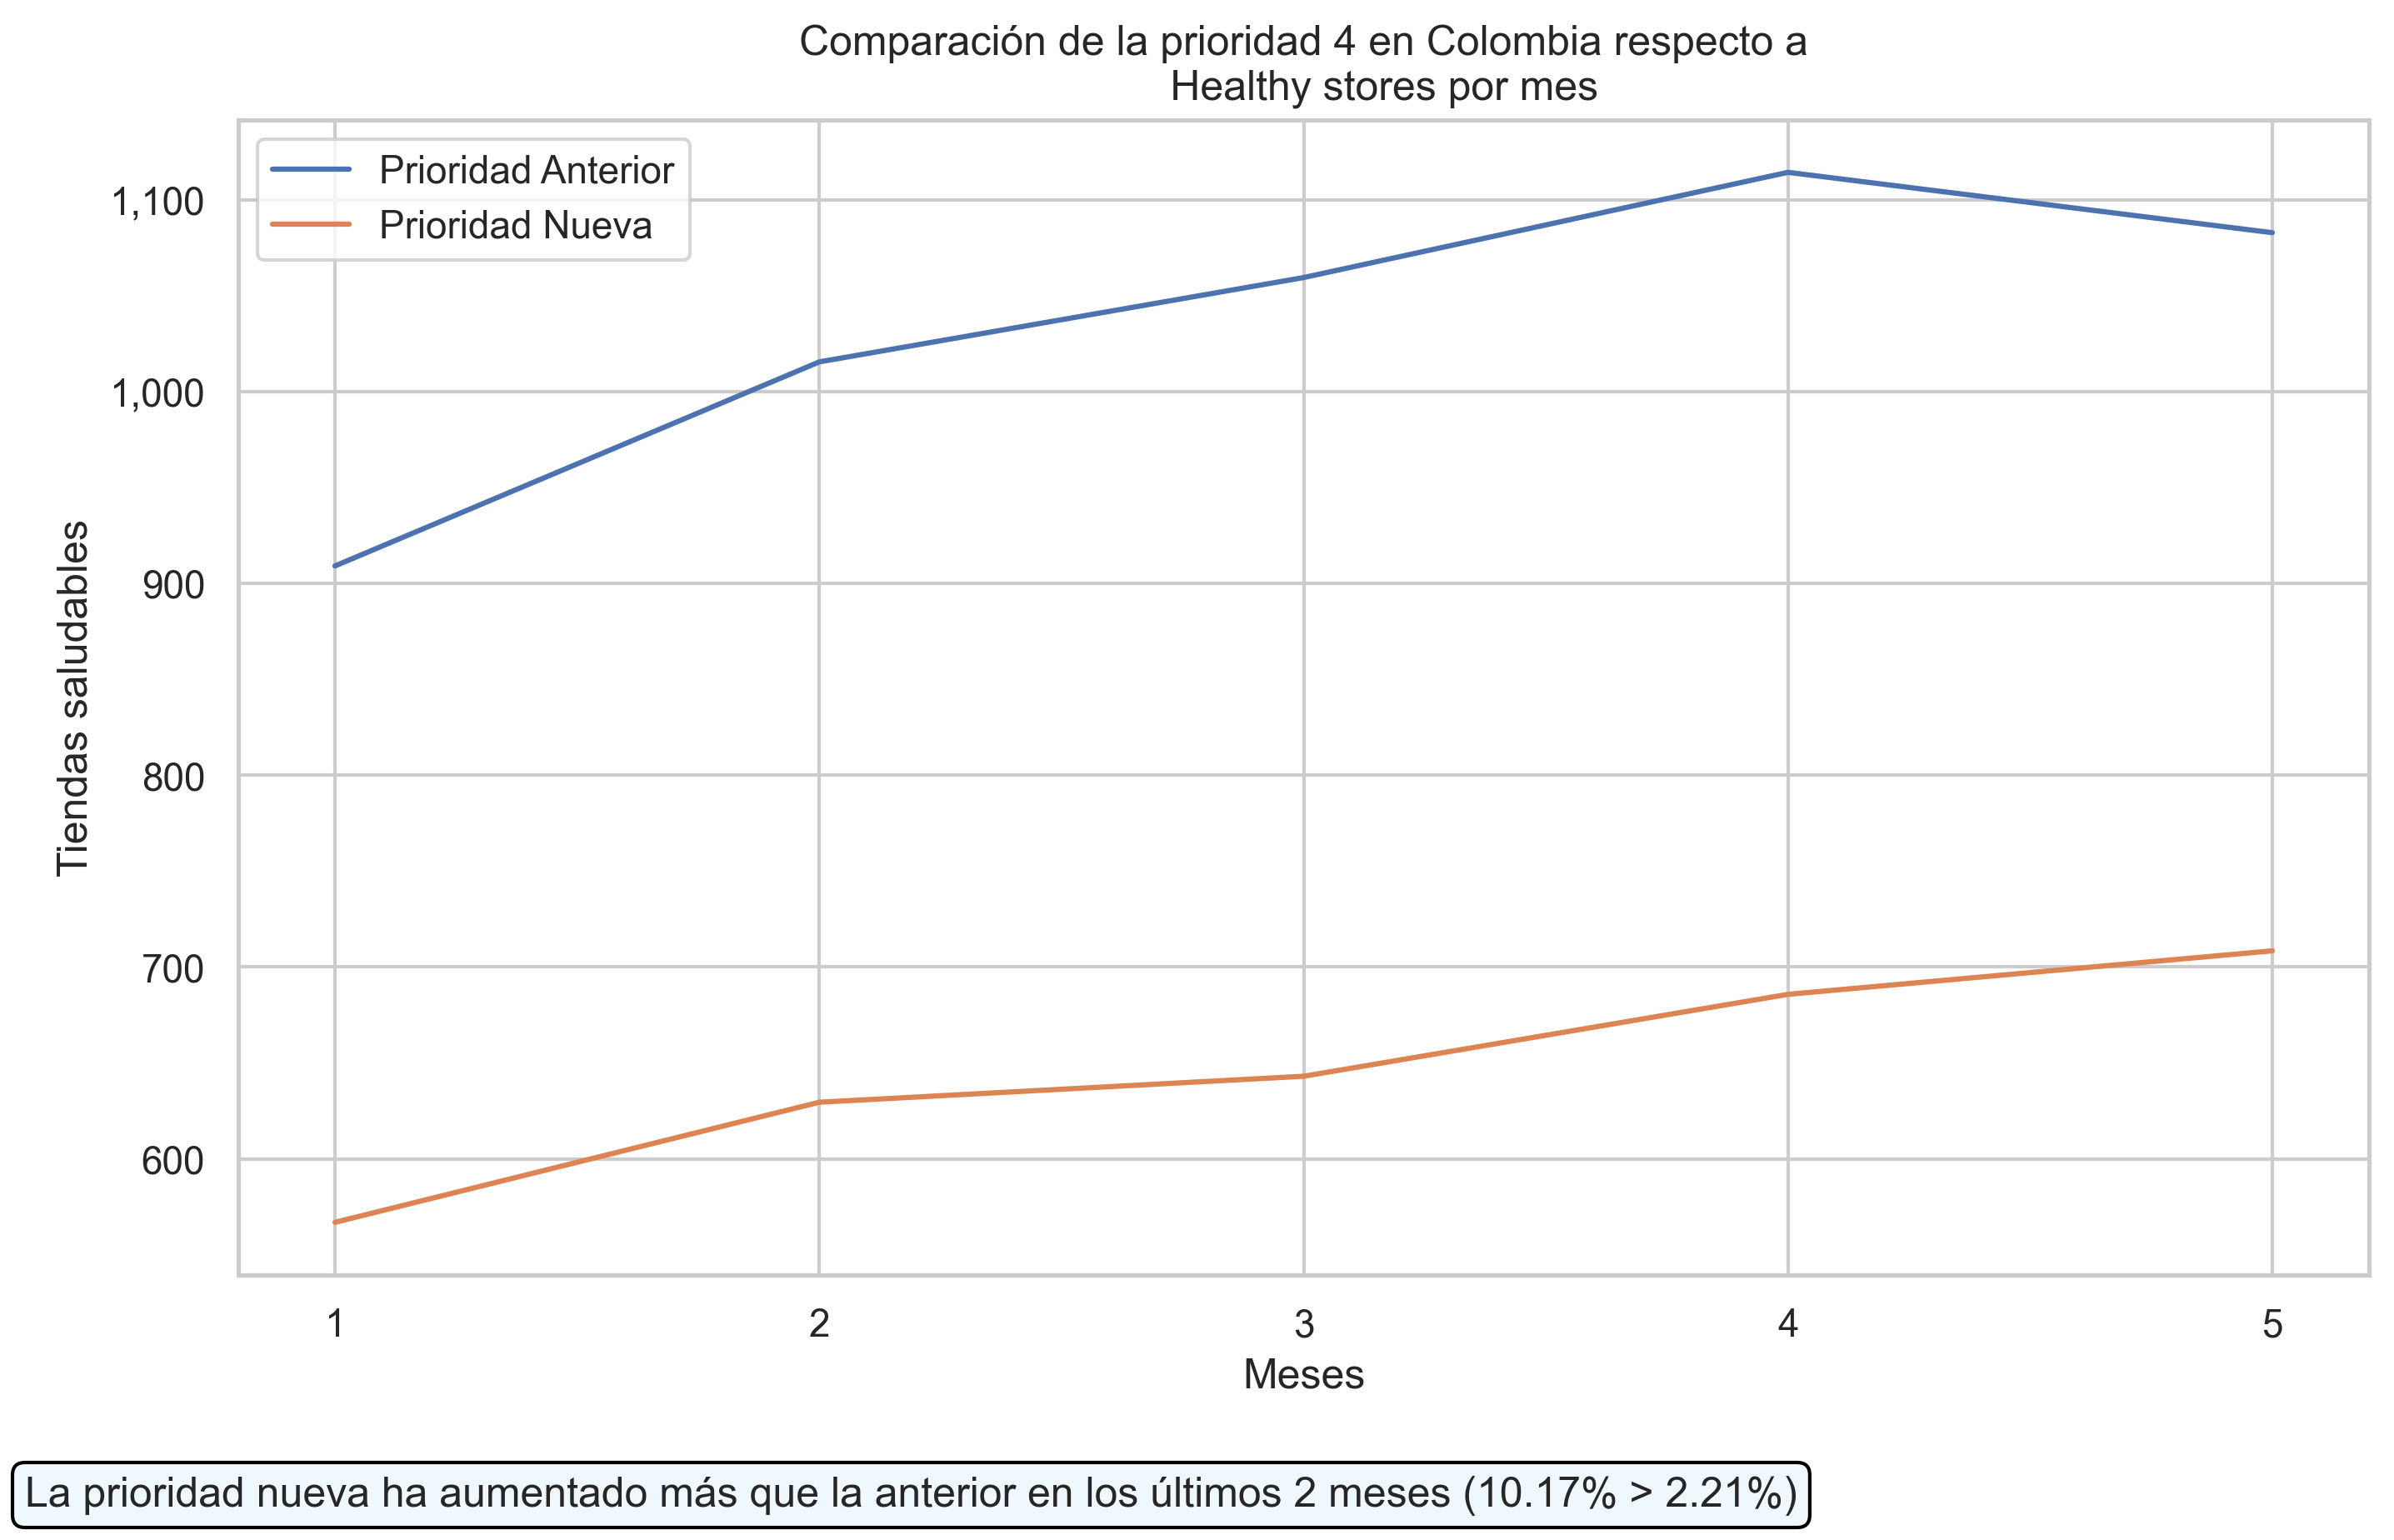 Comparación de la prioridad 4 en Colombia respecto a
Healthy stores por mes
Prioridad Anterior
Prioridad Nueva
1,100
1,000
900
800
700
600
Tiendas saludables
1 2 3 4 5
Meses
La prioridad nueva ha aumentado más que la anterior en los últimos 2 meses (10.17% > 2.21%)